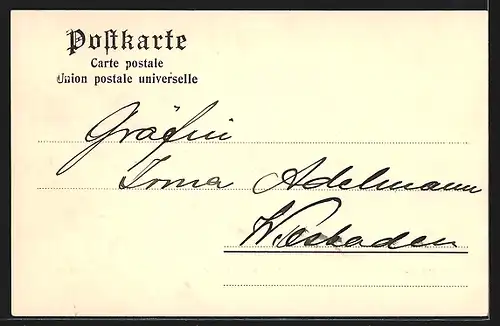 Postkarte
Carte postale
Union postale universelle
Gräfin
Irma Adelmann
Wiesbaden